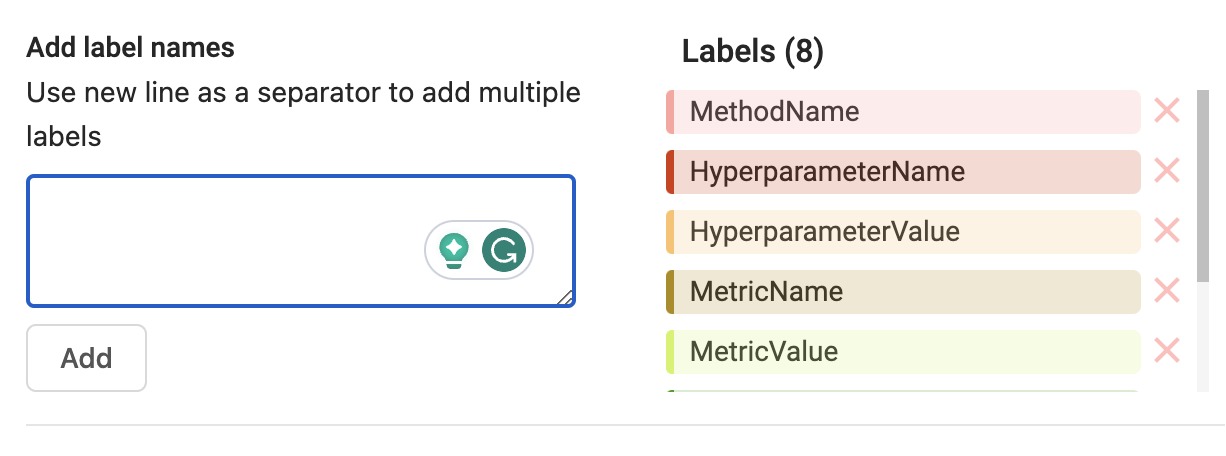 Add label names
Use new line as a separator to add multiple
labels
Add
Labels (8)
MethodName
HyperparameterName
HyperparameterValue
MetricName
MetricValue